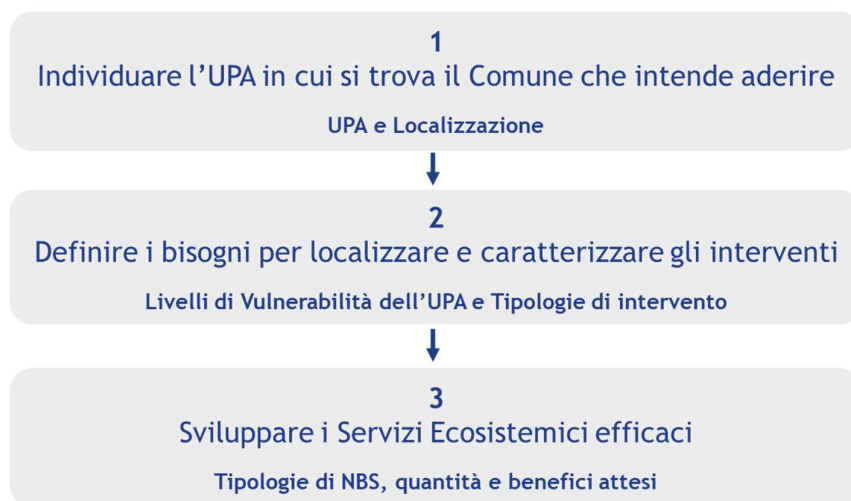 1
Individuare l’UPA in cui si trova il Comune che intende aderire
UPA e Localizzazione
2
Definire i bisogni per localizzare e caratterizzare gli interventi
Livelli di Vulnerabilità dell’UPA e Tipologie di intervento
3
Sviluppare i Servizi Ecosistemici efficaci
Tipologie di NBS, quantità e benefici attesi